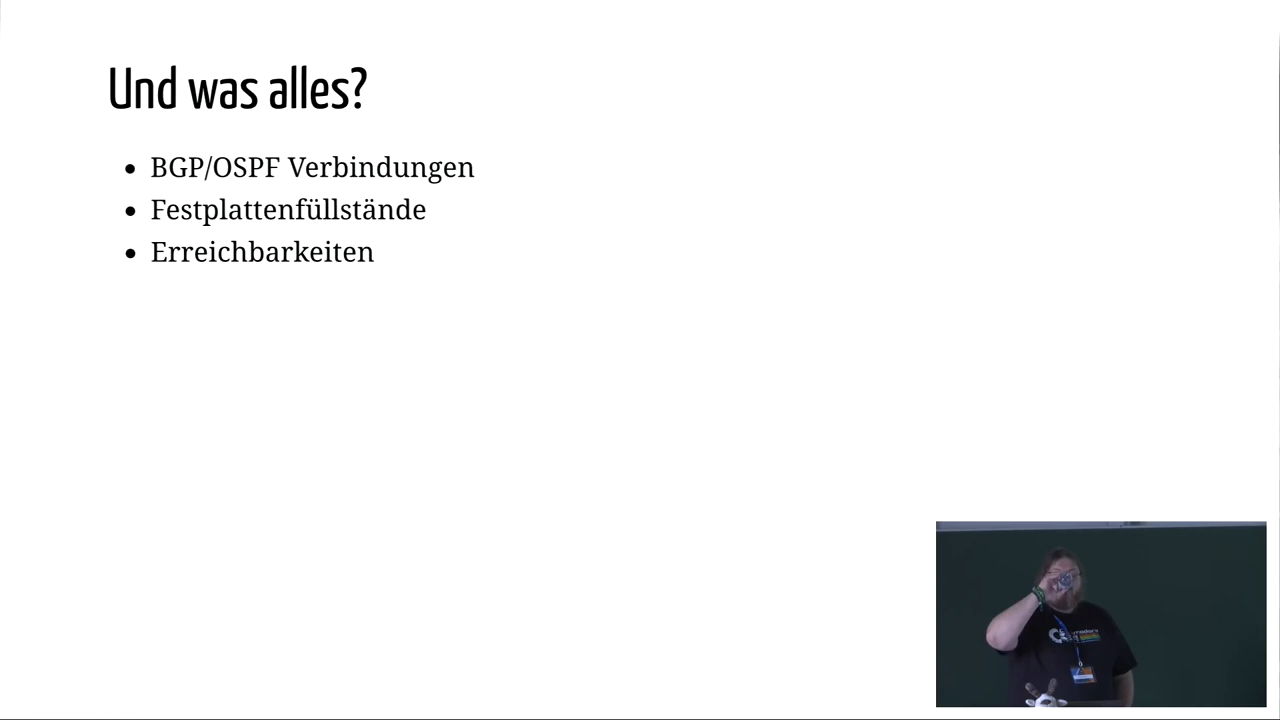 Und was alles?
BGP/OSPF Verbindungen
Festplattenfüllstände
Erreichbarkeiten